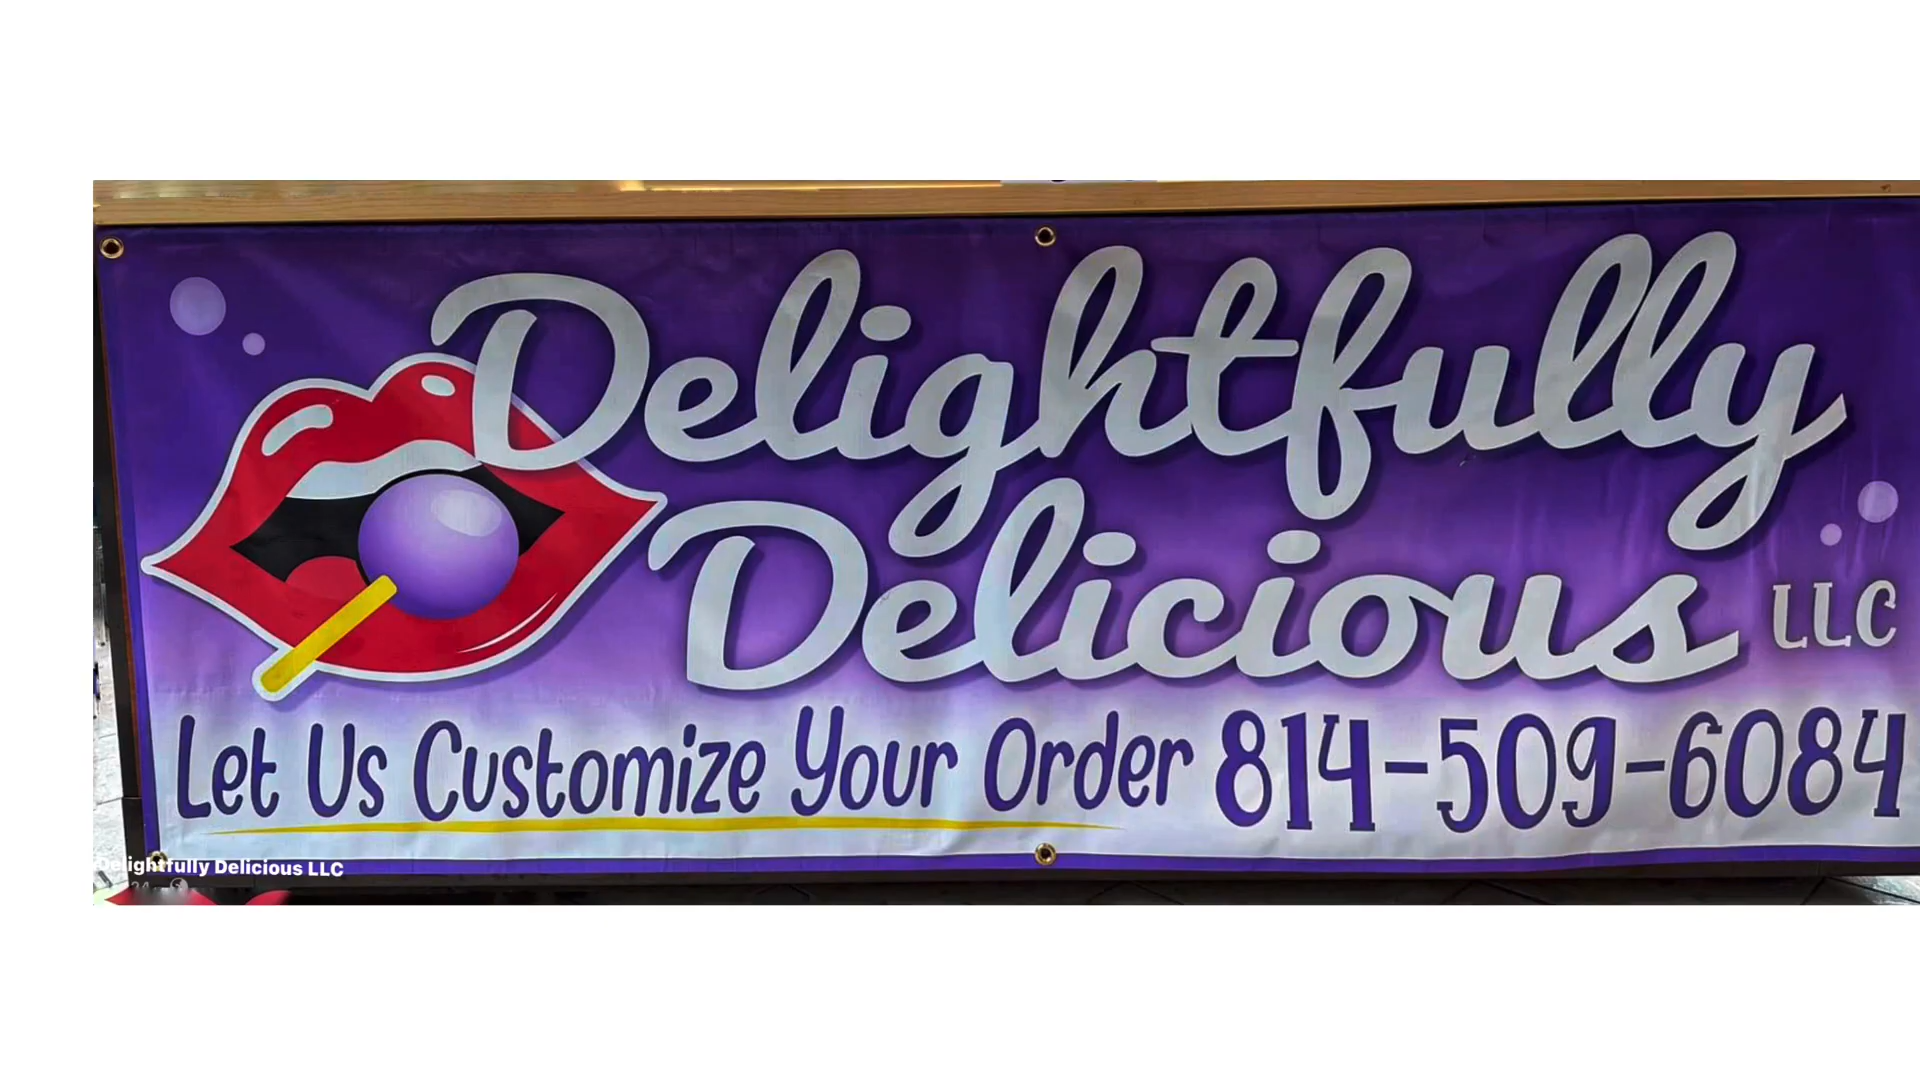 Delightfully
Delicious LLC
Let Us Customize Your Order 814-509-6084
Delightfully Delicious LLC